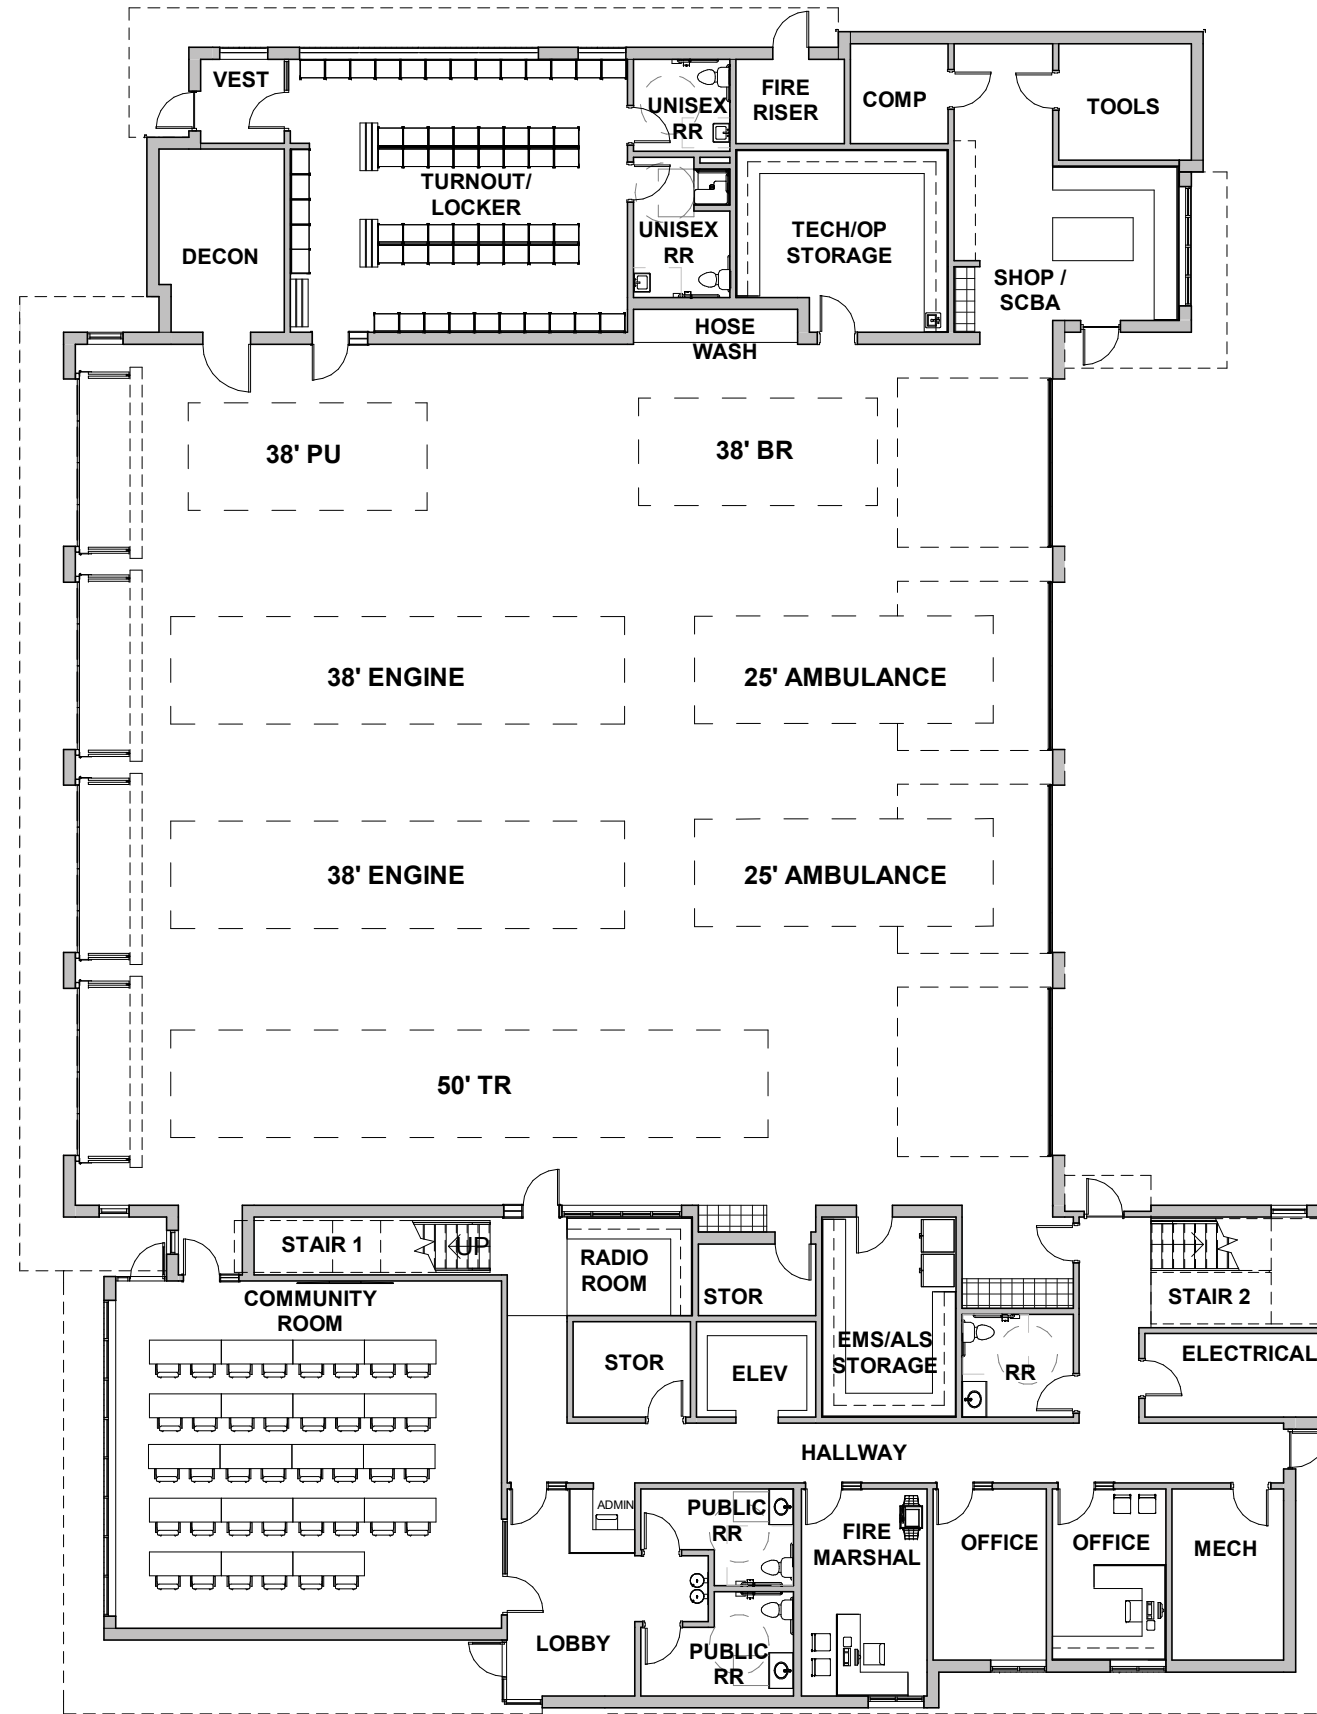 VEST
FIRE
RISER
COMP
TOOLS
UNISEX
RR
TURNOUT/
LOCKER
DECON
UNISEX
RR
TECH/OP
STORAGE
SHOP /
SCBA
HOSE
WASH
38' PU
38' BR
38' ENGINE
25' AMBULANCE
38' ENGINE
25' AMBULANCE
50' TR
STAIR 1
UP
RADIO
ROOM
STOR
STAIR 2
COMMUNITY
ROOM
EMS/ALS
STORAGE
STOR
ELEV
RR
ELECTRICAL
HALLWAY
ADMIN
PUBLIC
RR
FIRE
MARSHAL
OFFICE
OFFICE
MECH
LOBBY
PUBLIC
RR